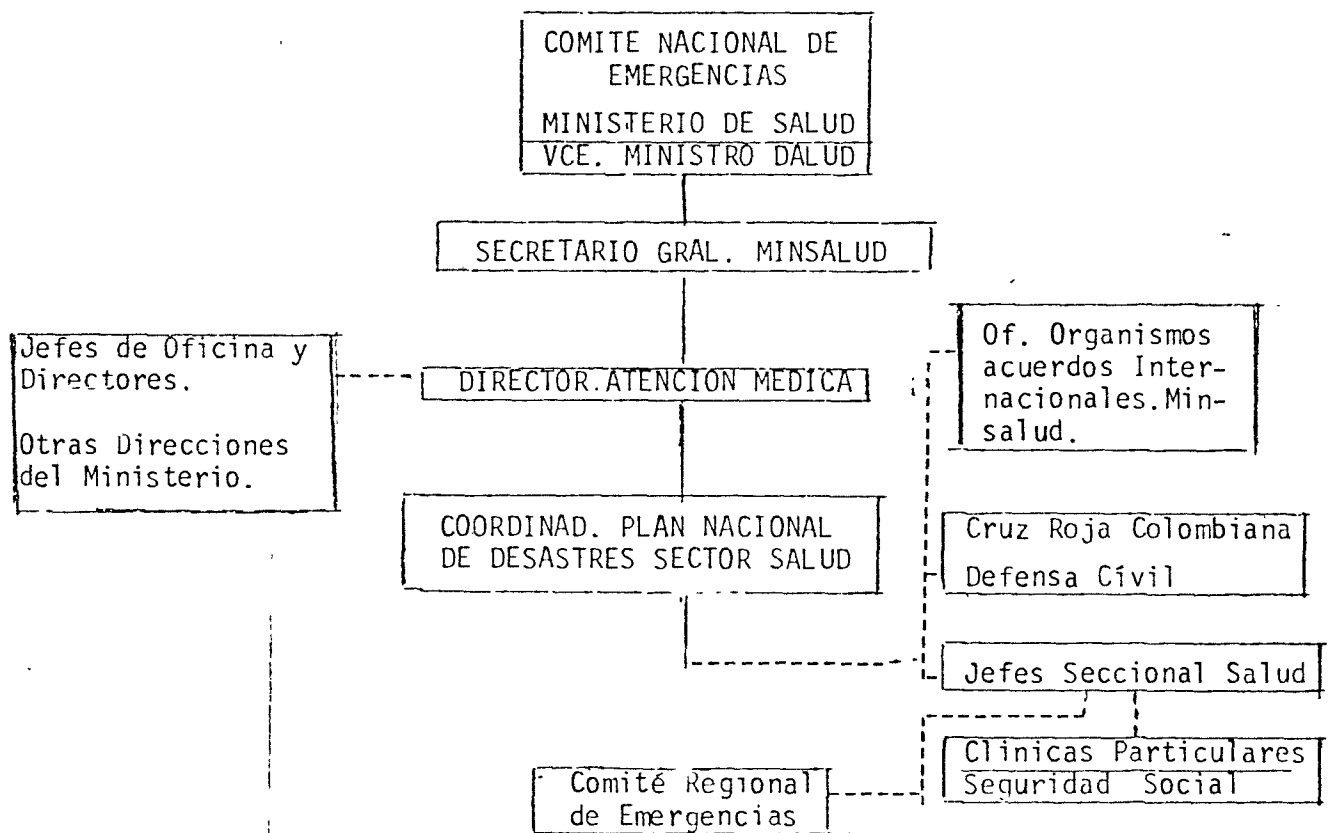 COMITE NACIONAL DE
EMERGENCIAS
MINISTERIO DE SALUD
VCE. MINISTRO DALUD
SECRETARIO GRAL. MINSALUD
Jefes de Oficina y
Directores.
Otras Direcciones
del Ministerio.
DIRECTOR.ATENCION MEDICA
Of. Organismos
acuerdos Inter-
nacionales.Min-
salud.
COORDINAD. PLAN NACIONAL
DE DESASTRES SECTOR SALUD
Cruz Roja Colombiana
Defensa Cívil
Jefes Seccional Salud
Clinicas Particulares
Seguridad Social
Comité Regional
de Emergencias